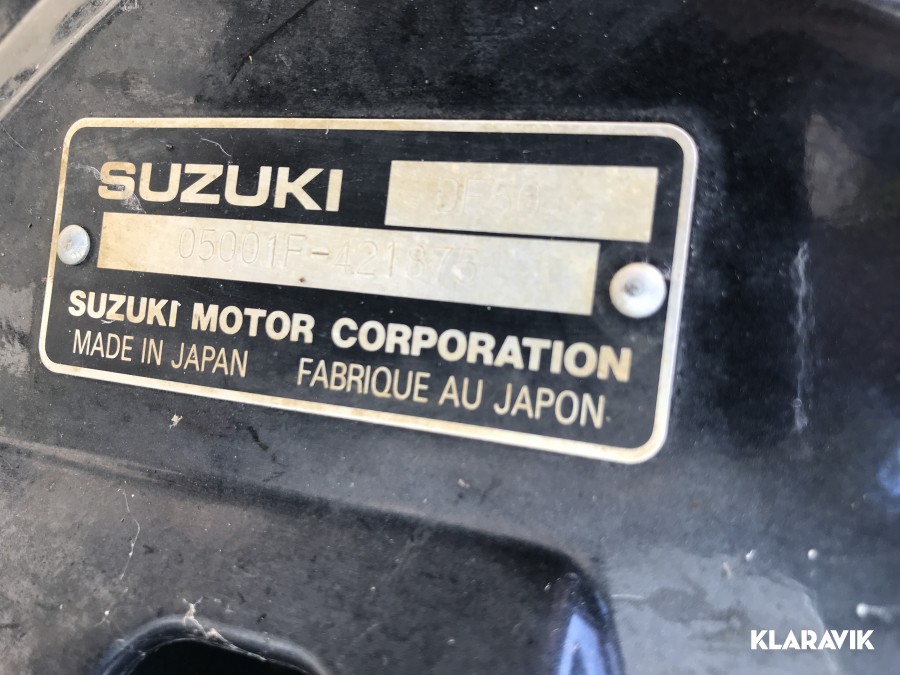 SUZUKI DF50
05001F-421373
SUZUKI MOTOR CORPORATION
MADE IN JAPAN FABRIQUE AU JAPON
KLARAVIK